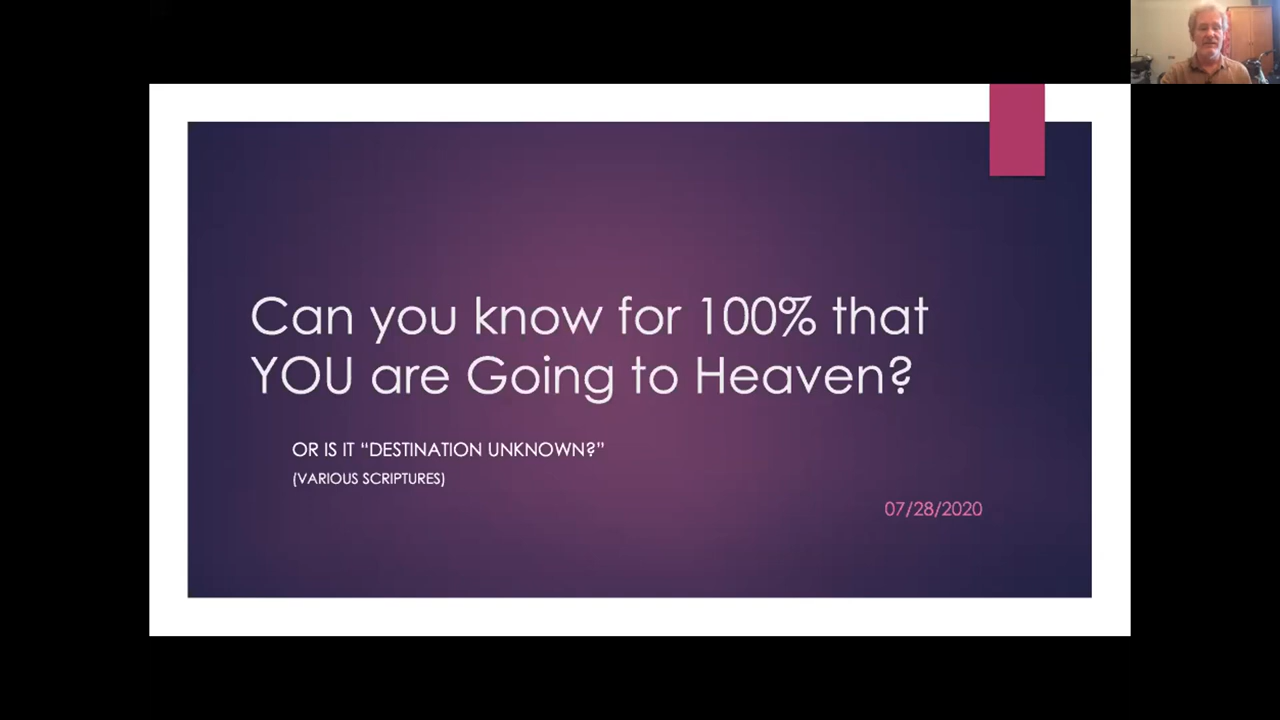 Can you know for 100% that
YOU are Going to Heaven?
OR IS IT “DESTINATION UNKNOWN?”
(VARIOUS SCRIPTURES)
07/28/2020